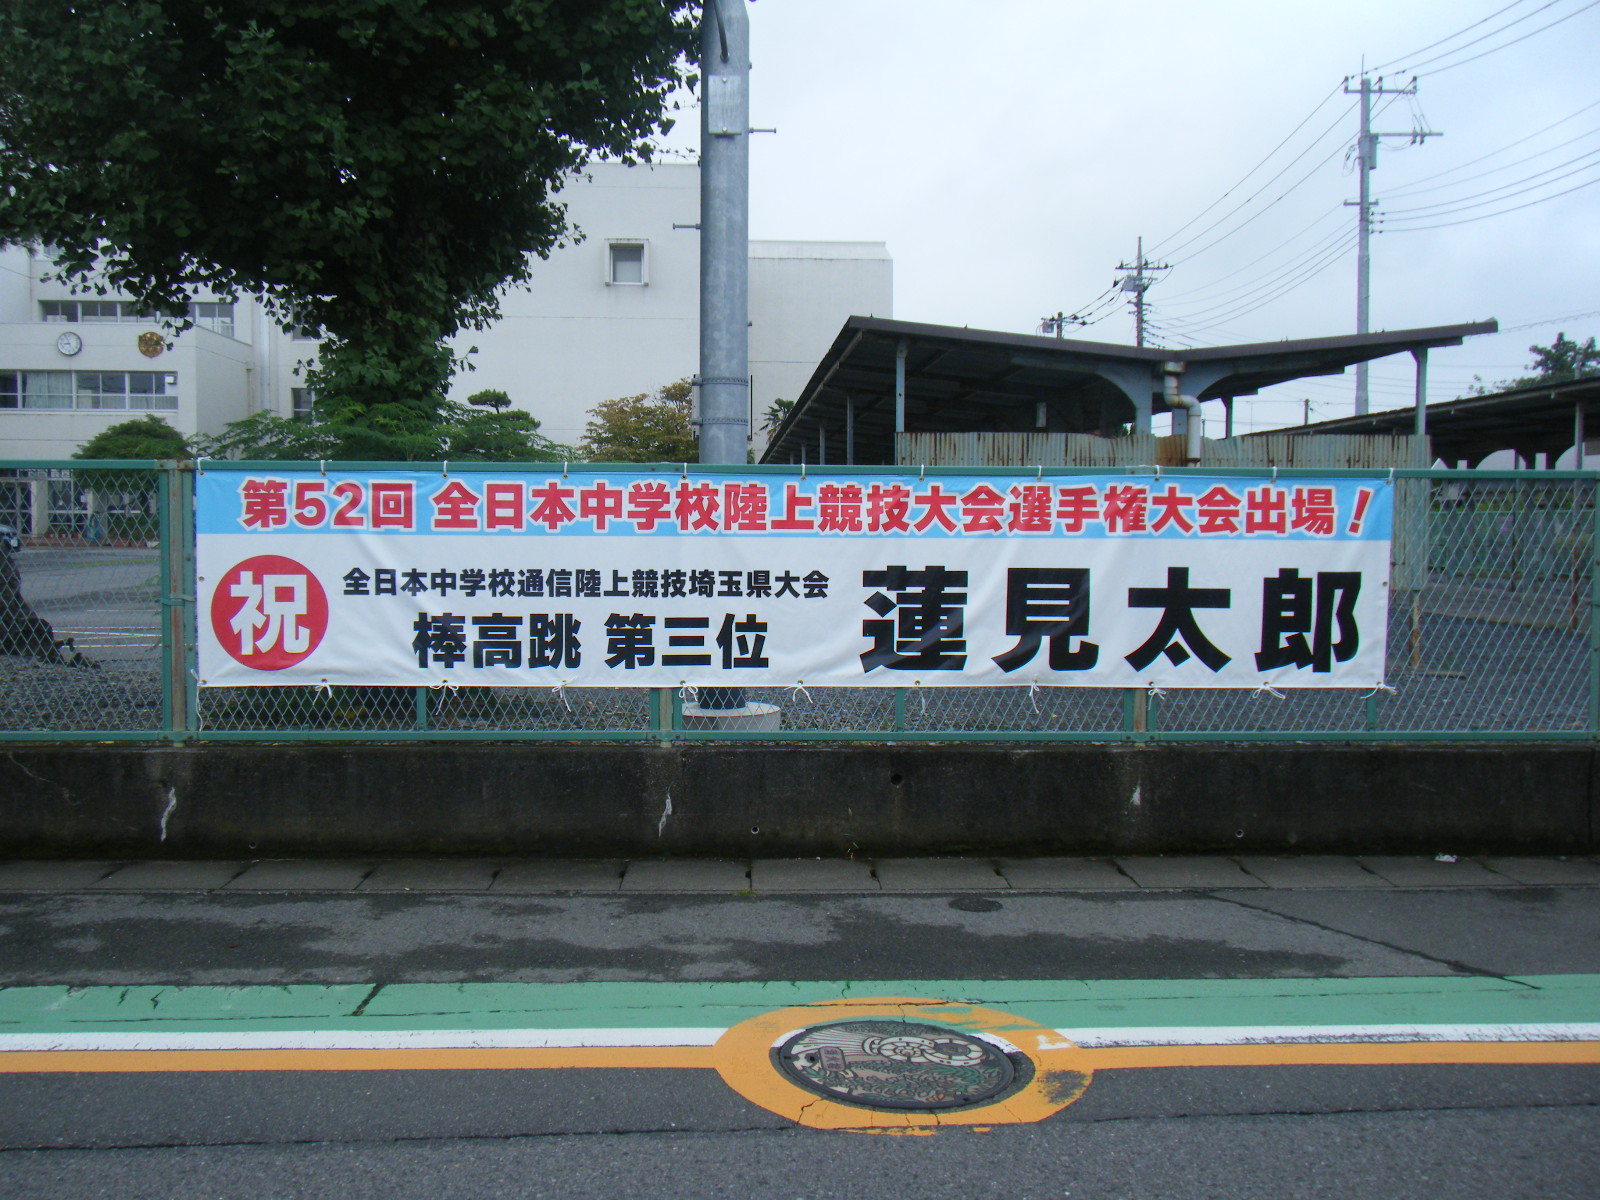 第52回 全日本中学校陸上競技大会選手権大会出場!
祝
全日本中学校通信陸上競技埼玉県大会
棒高跳 第三位
蓮見太郎